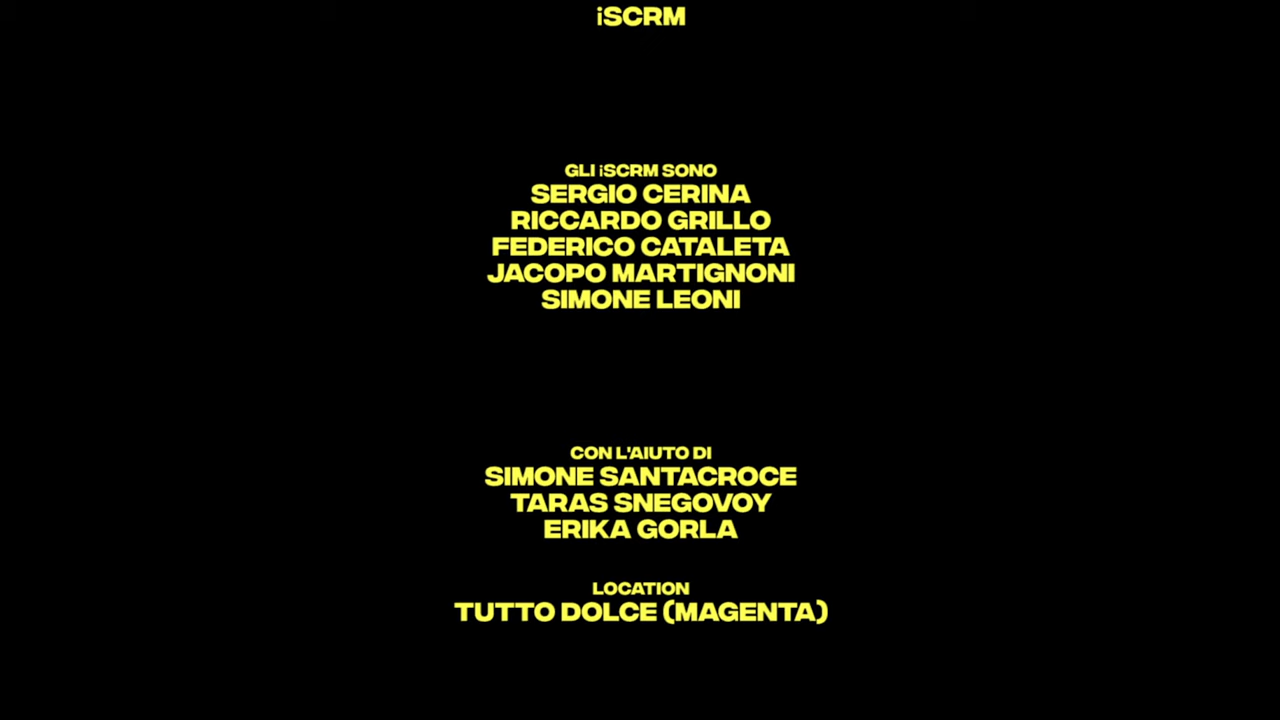 iSCRM
GLI iSCRM SONO
SERGIO CERINA
RICCARDO GRILLO
FEDERICO CATALETA
JACOPO MARTIGNONI
SIMONE LEONI
CON L'AIUTO DI
SIMONE SANTACROCE
TARAS SNEGOVOY
ERIKA GORLA
LOCATION
TUTTO DOLCE (MAGENTA)